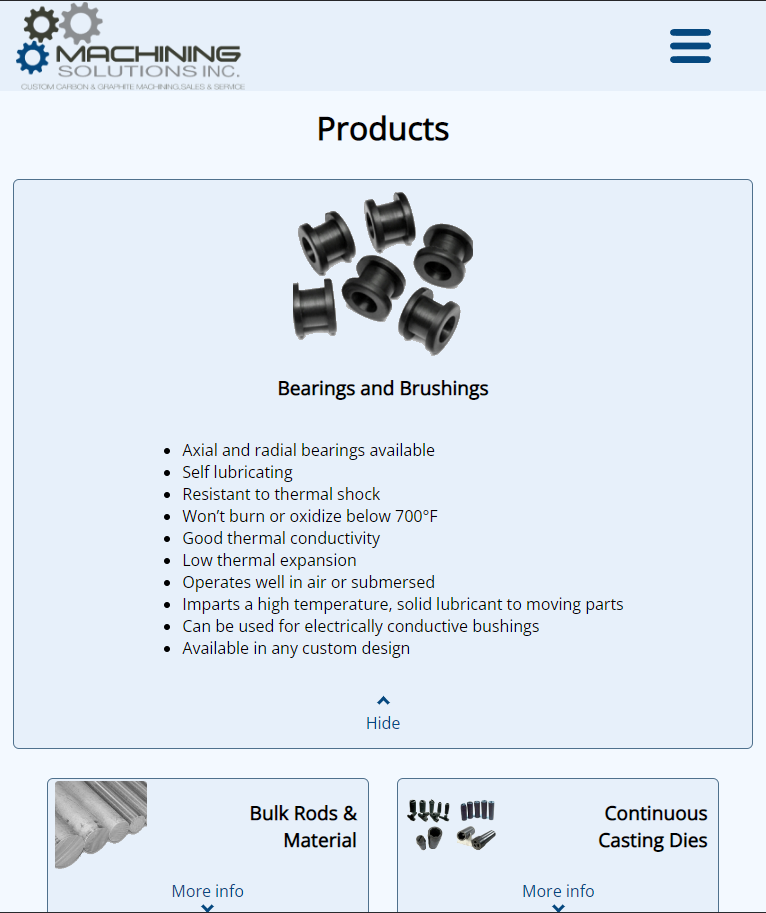 MACHINING
SOLUTIONS INC.
CUSTOM CARBON & GRAPHITE MACHINING, SALES & SERVICE
Products
Bearings and Brushings
Axial and radial bearings available
Self lubricating
Resistant to thermal shock
Won’t burn or oxidize below 700°F
Good thermal conductivity
Low thermal expansion
Operates well in air or submersed
Imparts a high temperature, solid lubricant to moving parts
Can be used for electrically conductive bushings
Available in any custom design
Hide
Bulk Rods &
Material
More info
Continuous
Casting Dies
More info